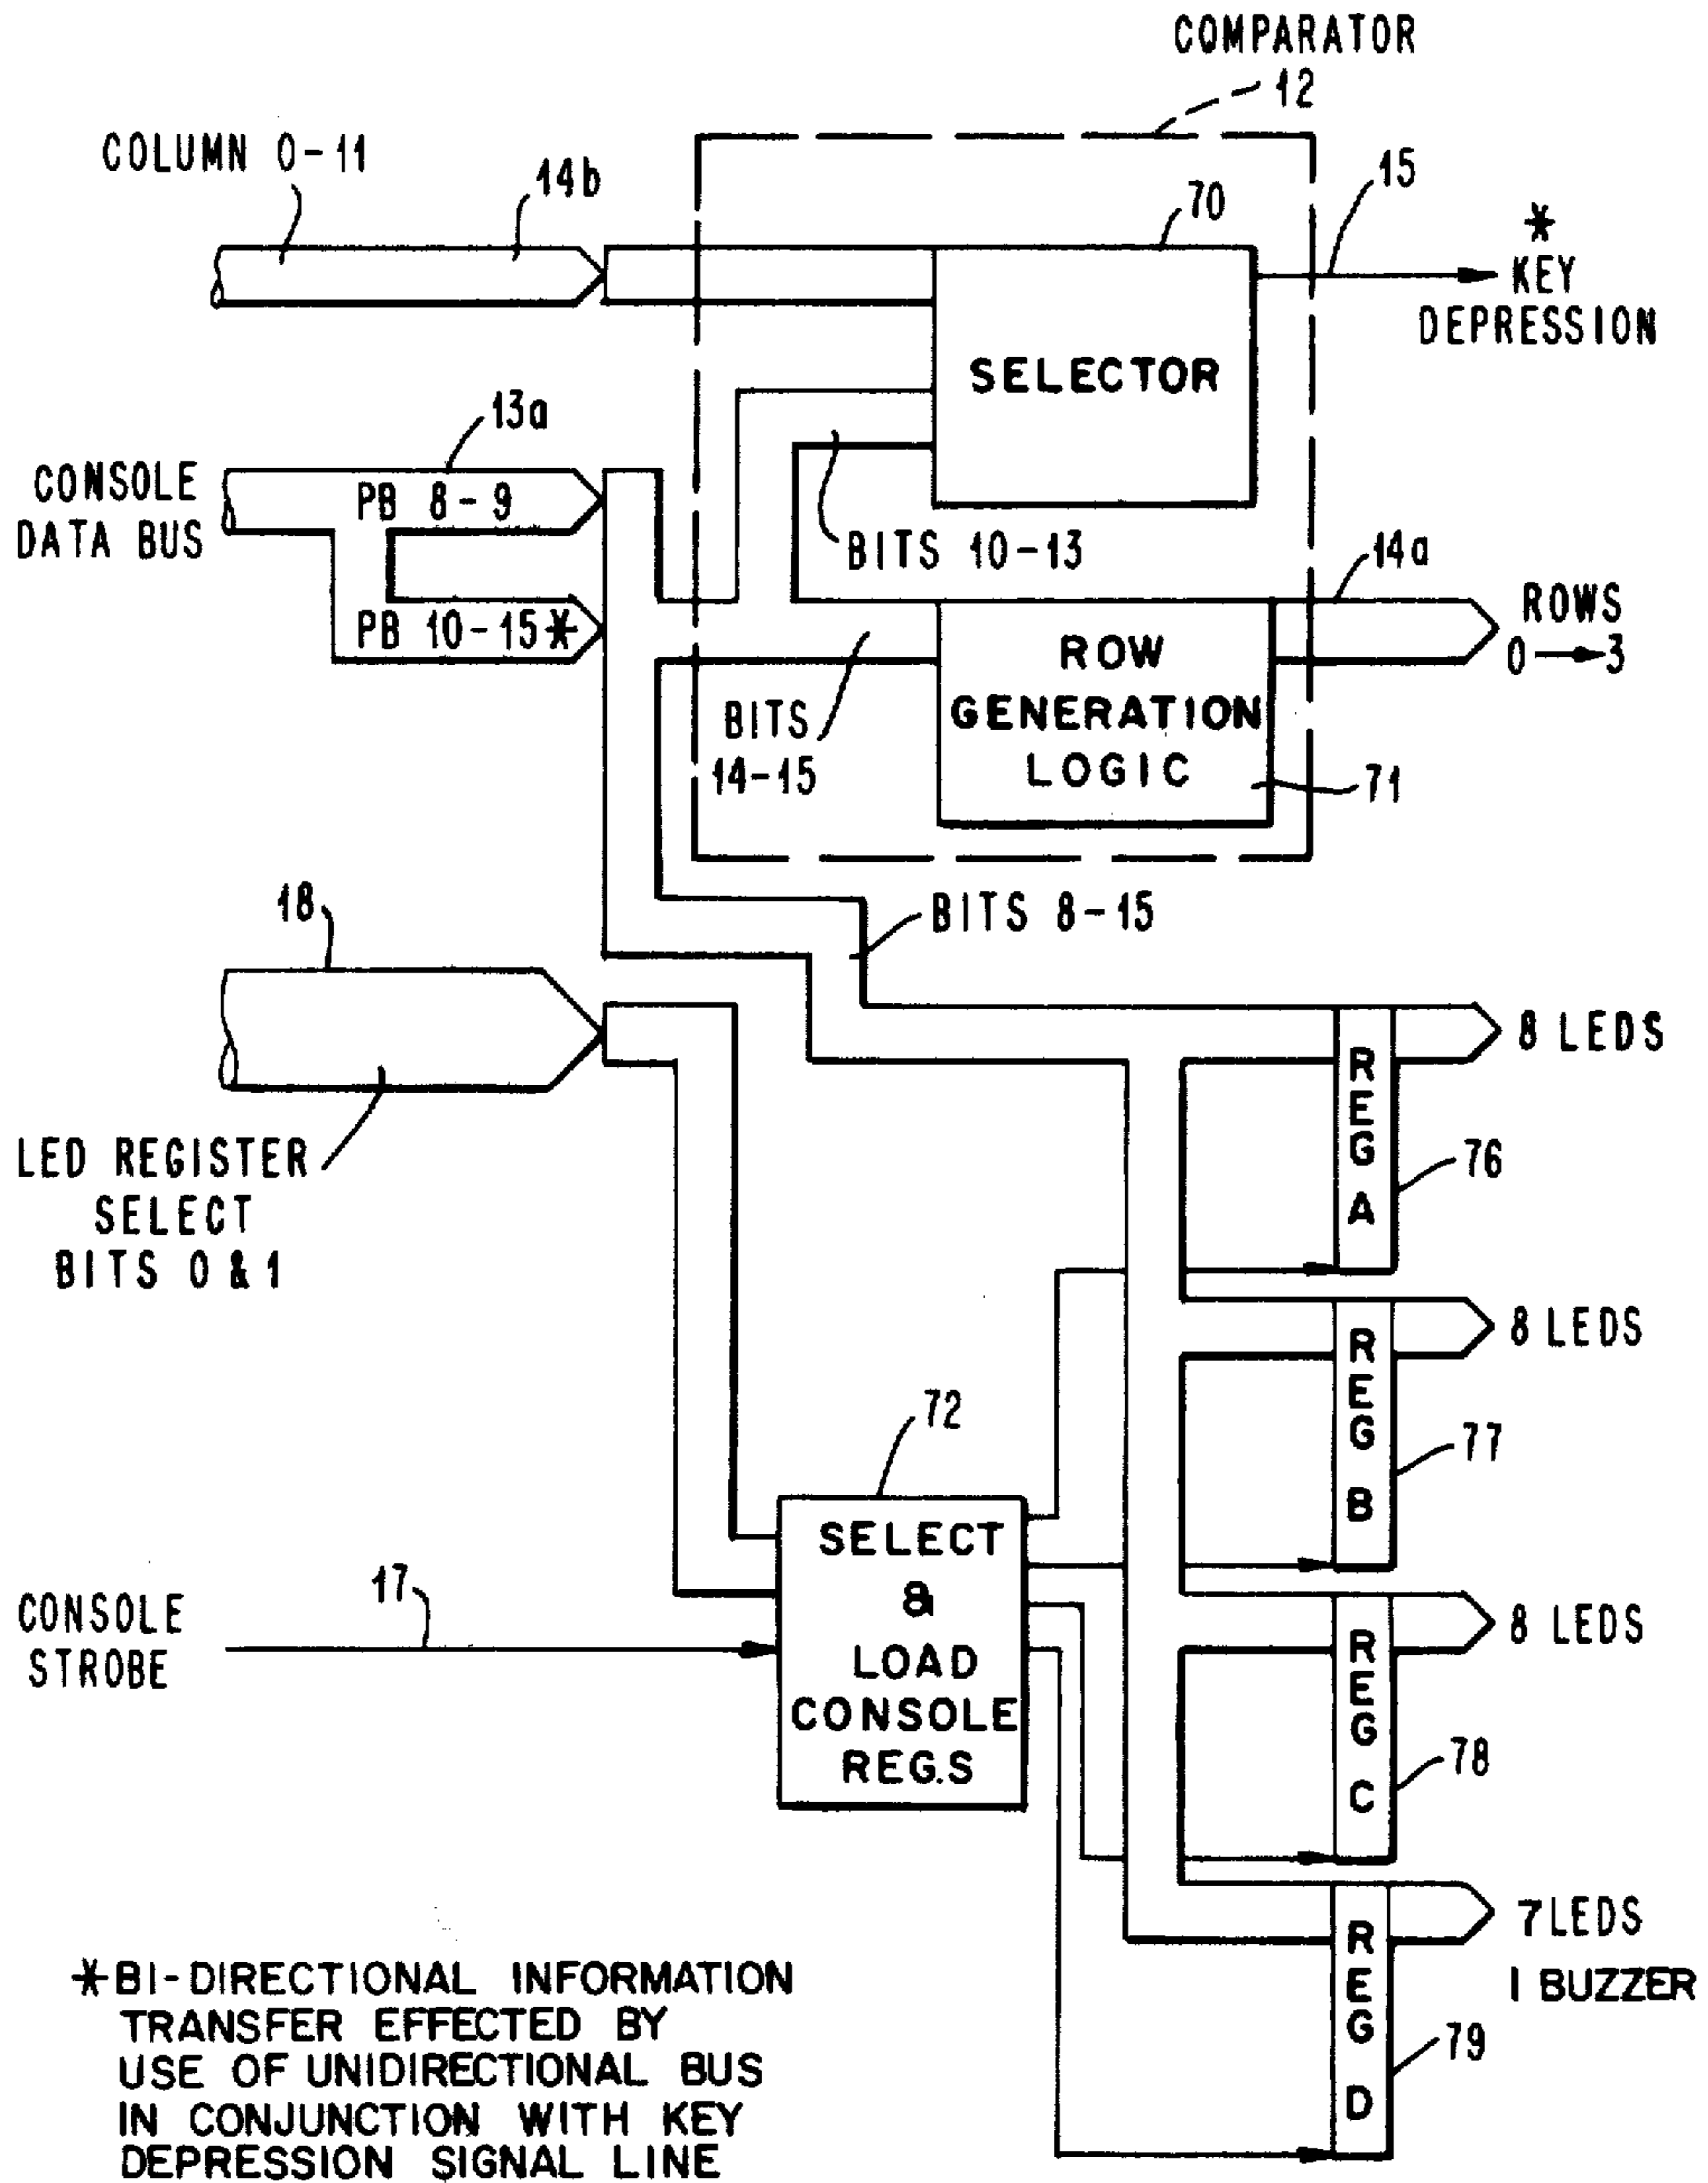 COMPARATOR
12
COLUMN 0-11
14b
70
15
*
KEY
DEPRESSION
SELECTOR
13a
CONSOLE
DATA BUS
PB 8-9
PB 10-15*
BITS 10-13
14a
ROWS
0→3
ROW
GENERATION
LOGIC
BITS
14-15
71
18
BITS 8-15
8 LEDS
REG A
76
LED REGISTER
SELECT
BITS 0 & 1
8 LEDS
REG B
77
72
SELECT
&
LOAD
CONSOLE
REG.S
CONSOLE
STROBE
17
8 LEDS
REG C
78
7 LEDS
1 BUZZER
REG D
79
*BI-DIRECTIONAL INFORMATION
TRANSFER EFFECTED BY
USE OF UNIDIRECTIONAL BUS
IN CONJUNCTION WITH KEY
DEPRESSION SIGNAL LINE